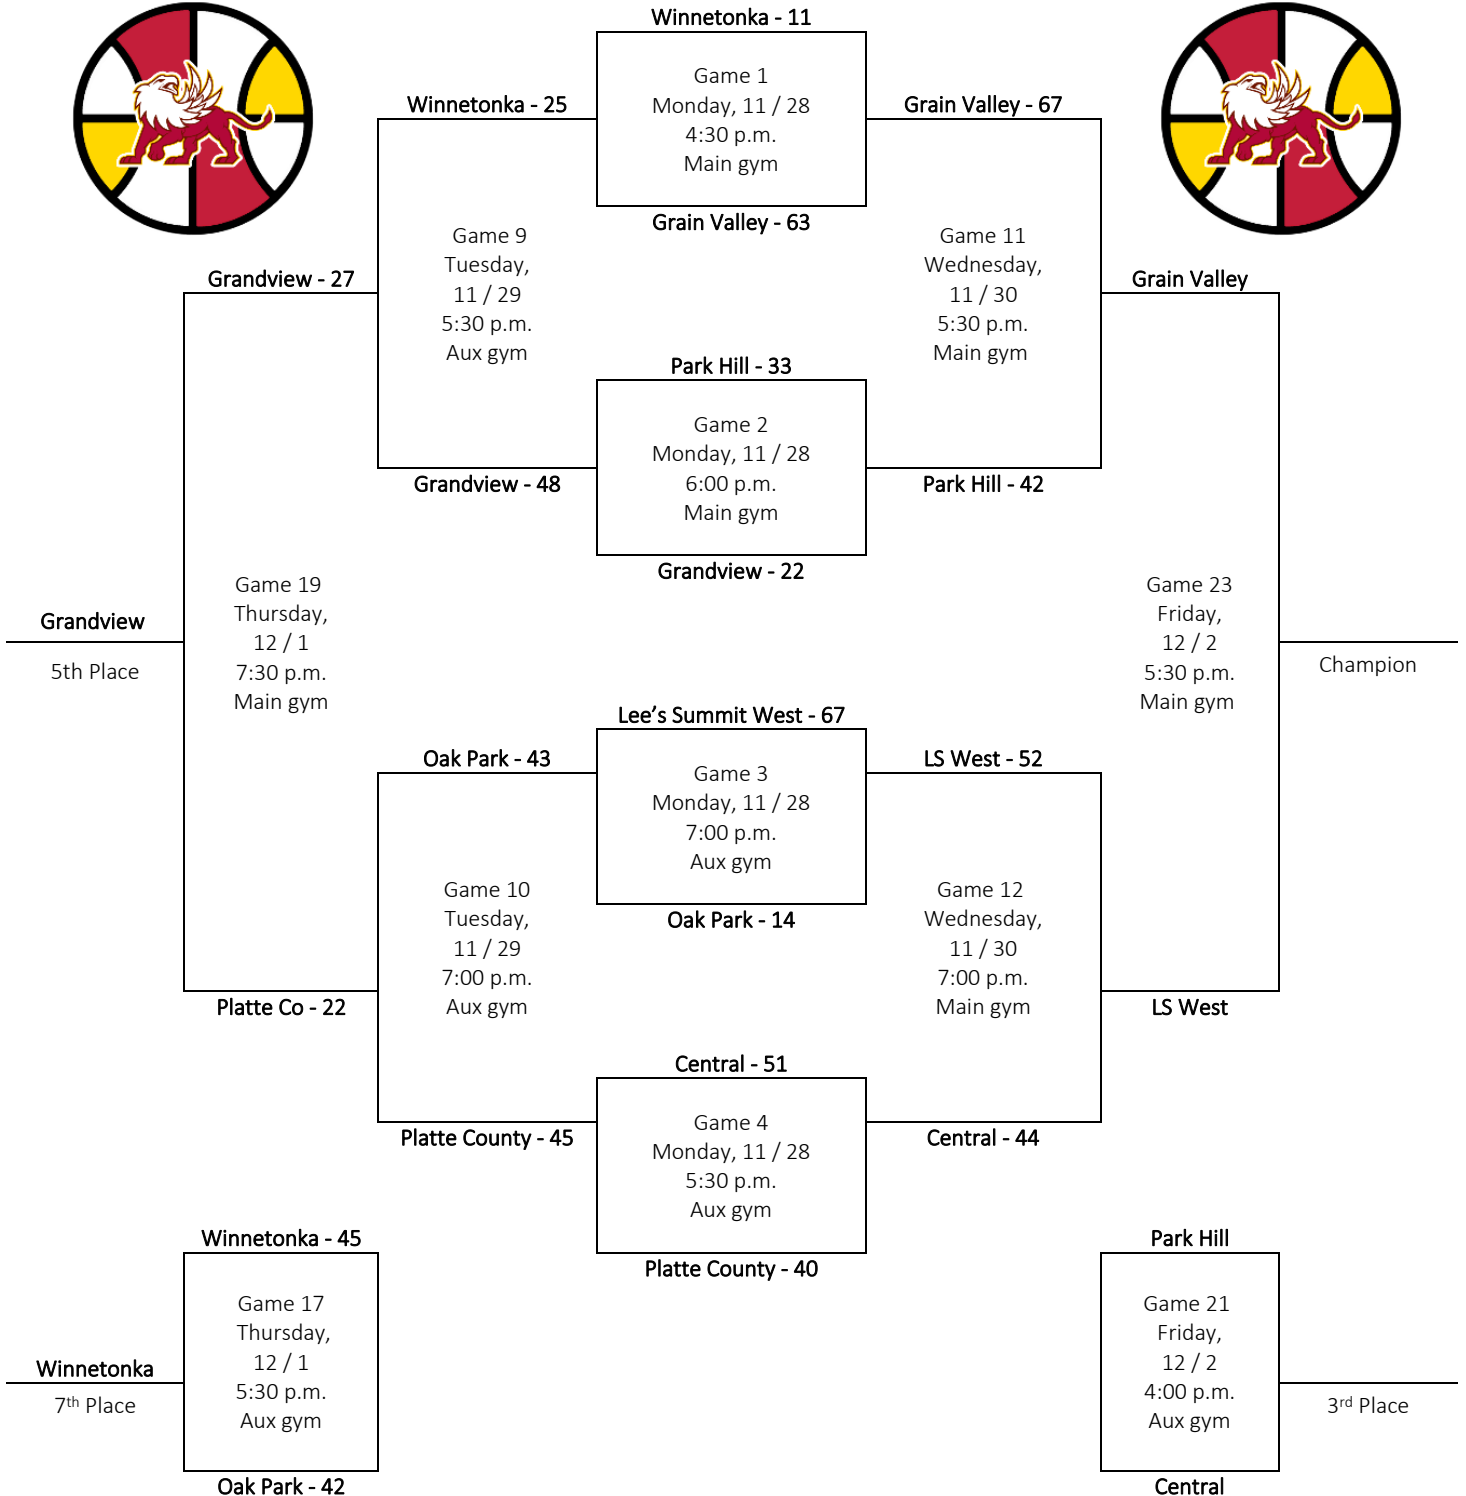 Winnetonka - 11
Game 1
Monday, 11 / 28
4:30 p.m.
Main gym
Grain Valley - 63
Winnetonka - 25
Game 9
Tuesday,
11 / 29
5:30 p.m.
Aux gym
Grandview - 48
Grain Valley - 67
Game 11
Wednesday,
11 / 30
5:30 p.m.
Main gym
Park Hill - 42
Park Hill - 33
Game 2
Monday, 11 / 28
6:00 p.m.
Main gym
Grandview - 22
Grandview - 27
Game 19
Thursday,
12 / 1
7:30 p.m.
Main gym
Platte Co - 22
Grandview
5th Place
Grain Valley
Game 23
Friday,
12 / 2
5:30 p.m.
Main gym
LS West
Champion
Lee’s Summit West - 67
Game 3
Monday, 11 / 28
7:00 p.m.
Aux gym
Oak Park - 14
Oak Park - 43
Game 10
Tuesday,
11 / 29
7:00 p.m.
Aux gym
Platte County - 45
LS West - 52
Game 12
Wednesday,
11 / 30
7:00 p.m.
Main gym
Central - 44
Central - 51
Game 4
Monday, 11 / 28
5:30 p.m.
Aux gym
Platte County - 40
Winnetonka - 45
Game 17
Thursday,
12 / 1
5:30 p.m.
Aux gym
Oak Park - 42
Winnetonka
7th Place
Park Hill
Game 21
Friday,
12 / 2
4:00 p.m.
Aux gym
Central
3rd Place